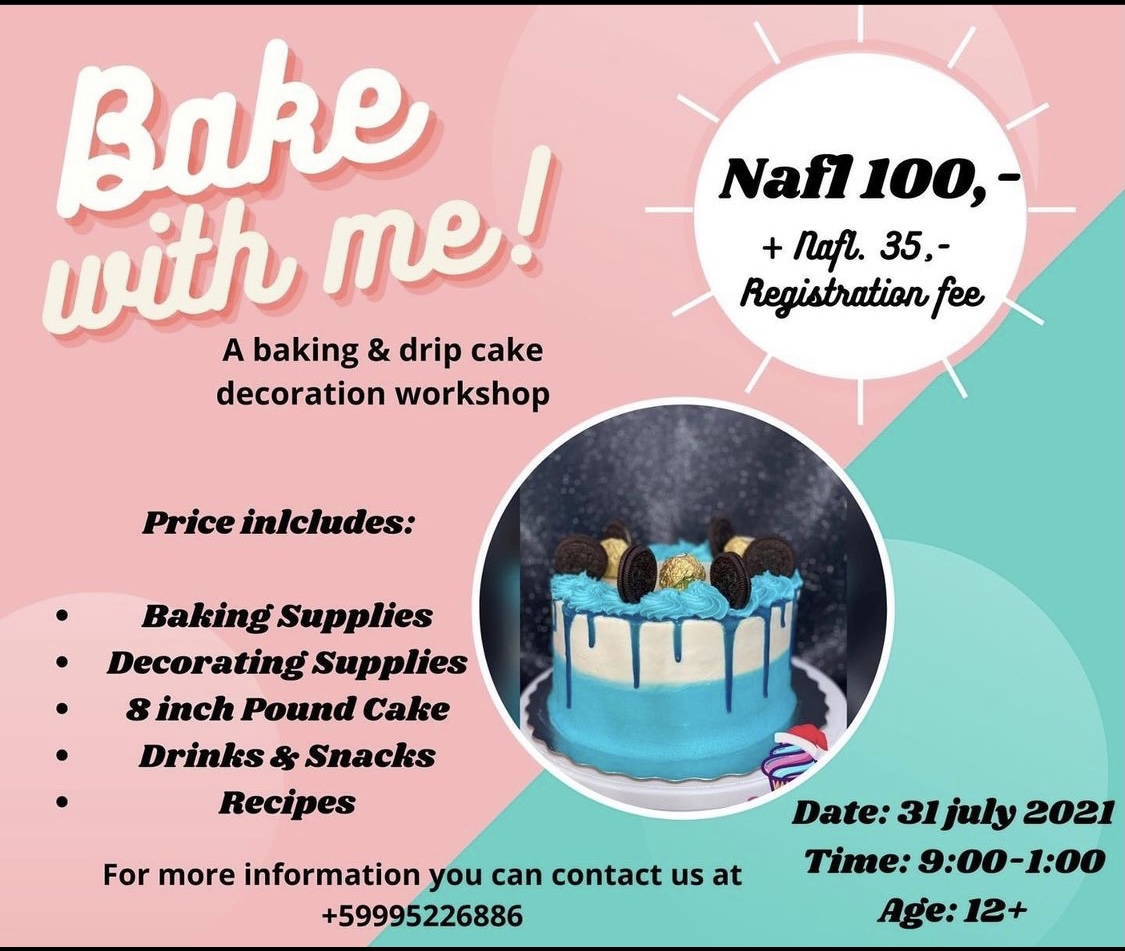 Bake
with me!
A baking & drip cake
decoration workshop
Nafl 100,-
+ Nafl. 35,-
Registration fee
Price inlcludes:
• Baking Supplies
• Decorating Supplies
• 8 inch Pound Cake
• Drinks & Snacks
• Recipes
For more information you can contact us at
+59995226886
Date: 31 july 2021
Time: 9:00-1:00
Age: 12+